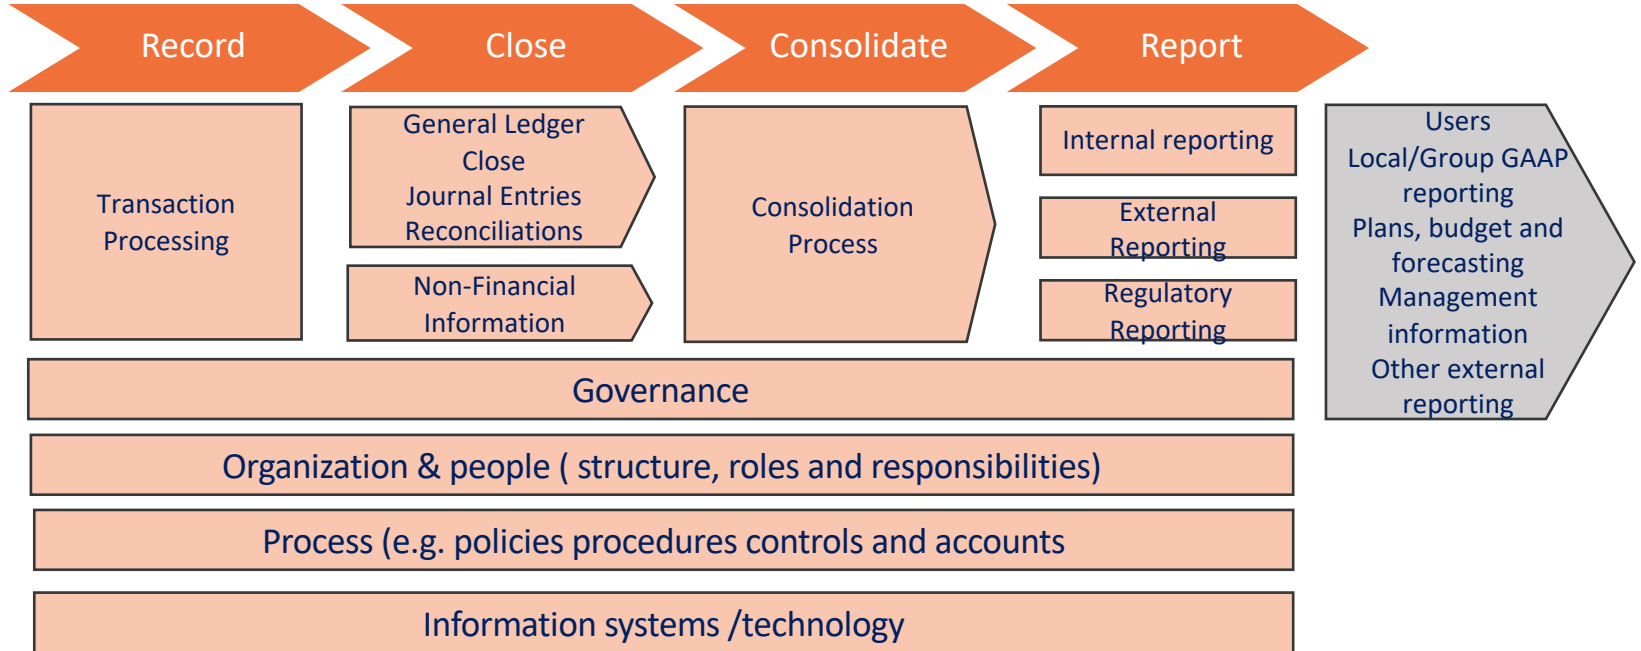 Record
Close
Consolidate
Report
Transaction
Processing
General Ledger
Close
Journal Entries
Reconciliations
Non-Financial
Information
Consolidation
Process
Internal reporting
External
Reporting
Regulatory
Reporting
Users
Local/Group GAAP
reporting
Plans, budget and
forecasting
Management
information
Other external
reporting
Governance
Organization & people ( structure, roles and responsibilities)
Process (e.g. policies procedures controls and accounts
Information systems /technology